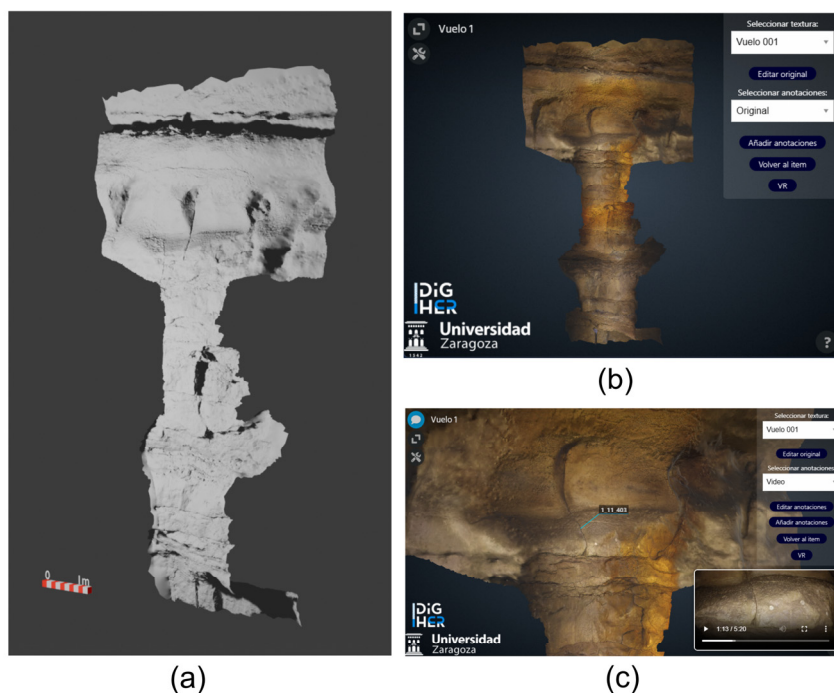 0 1m
(a)
Vuelo 1
Seleccionar textura:
Vuelo 001
Editar original
Seleccionar anotaciones:
Original
Añadir anotaciones
Volver al item
VR
DiG
HER
Universidad
Zaragoza
1542
?
(b)
Vuelo 1
Seleccionar textura:
Vuelo 001
Editar original
Seleccionar anotaciones:
Video
Editar anotaciones
Añadir anotaciones
Volver al item
VR
1_11_403
1:13 / 5:20
DiG
HER
Universidad
Zaragoza
(c)